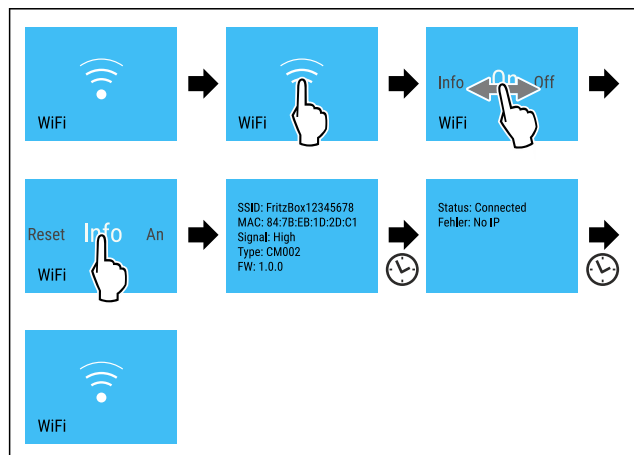 WiFi
WiFi
Info On Off
WiFi
Reset Info An
WiFi
SSID: FritzBox12345678
MAC: 84:7B:EB:1D:2D:C1
Signal: High
Type: CM002
FW: 1.0.0
Status: Connected
Fehler: No IP
WiFi